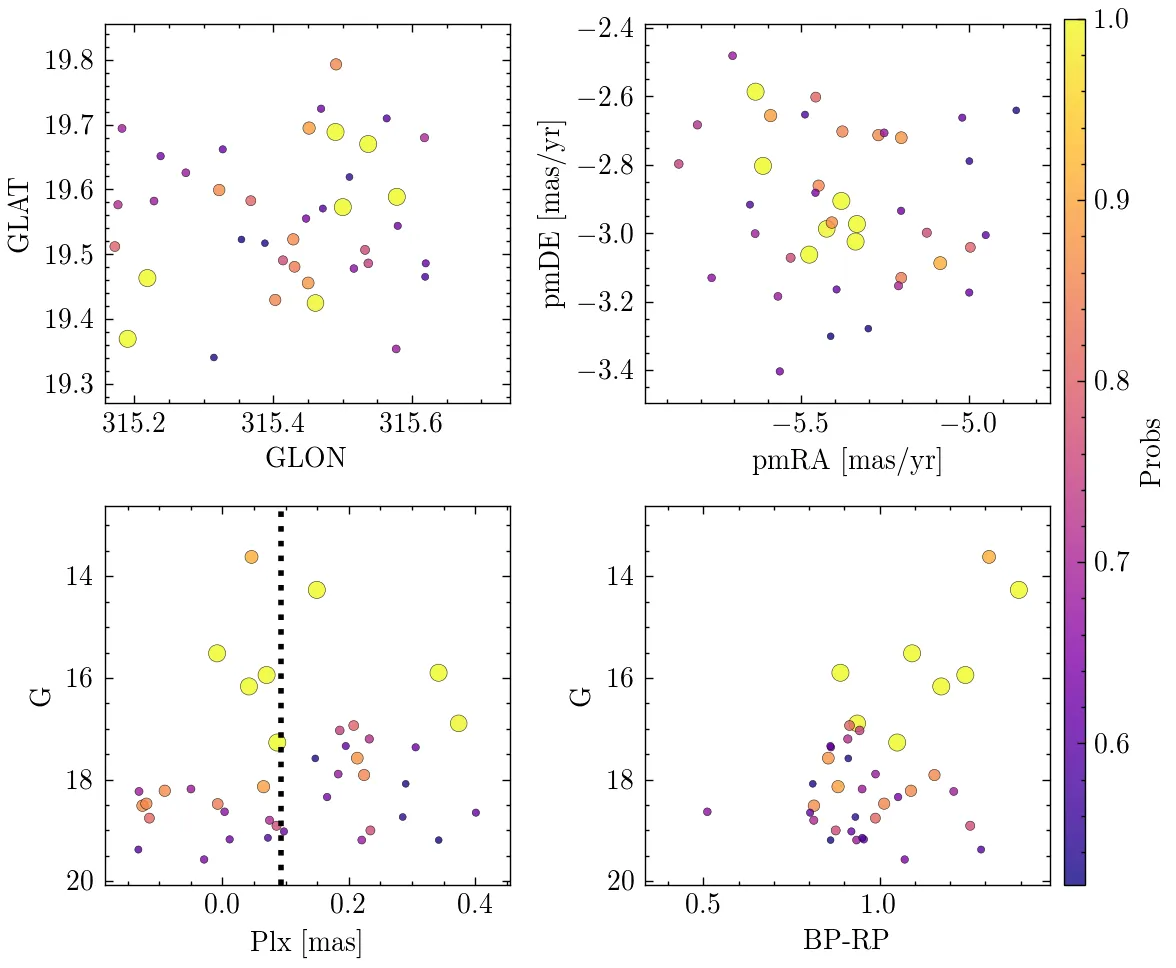 19.8
19.7
19.6
19.5
19.4
19.3
GLAT
315.2 315.4 315.6
GLON
−2.4
−2.6
−2.8
−3.0
−3.2
−3.4
pmDE [mas/yr]
−5.5 −5.0
pmRA [mas/yr]
1.0
0.9
0.8
0.7
0.6
Probs
14
16
18
20
G
0.0 0.2 0.4
Plx [mas]
14
16
18
20
G
0.5 1.0
BP-RP